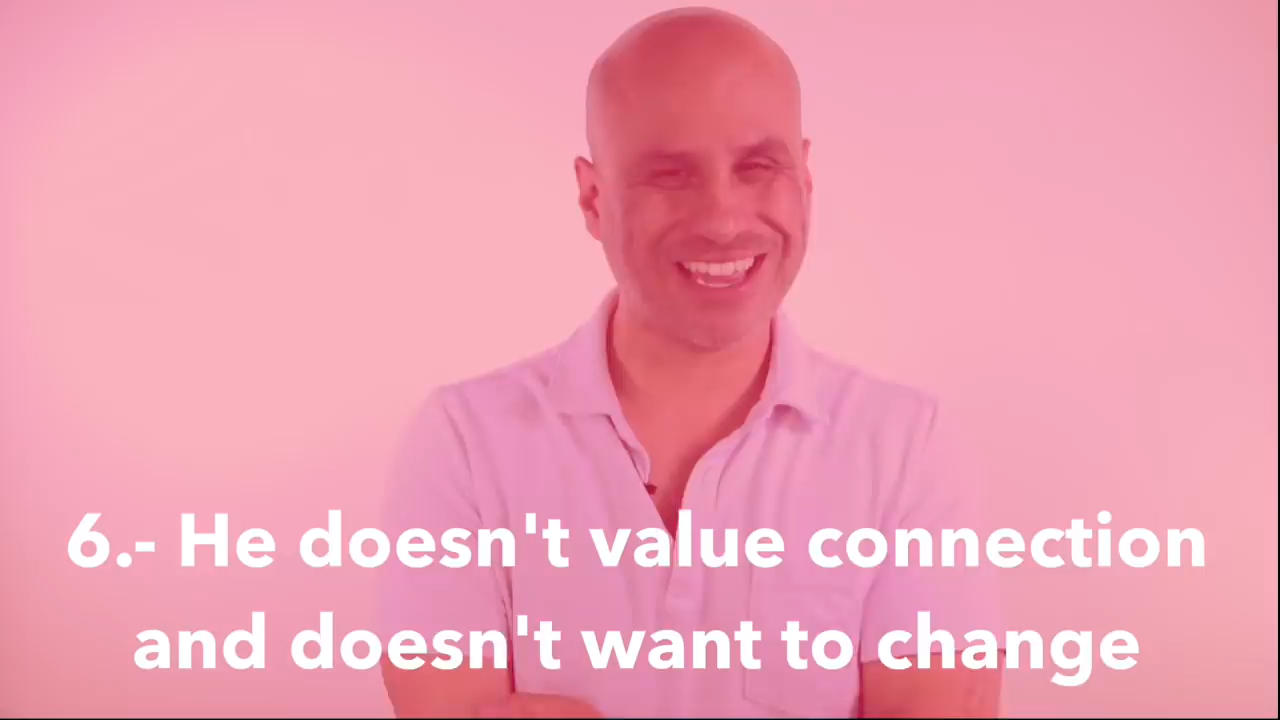 6.- He doesn't value connection
and doesn't want to change